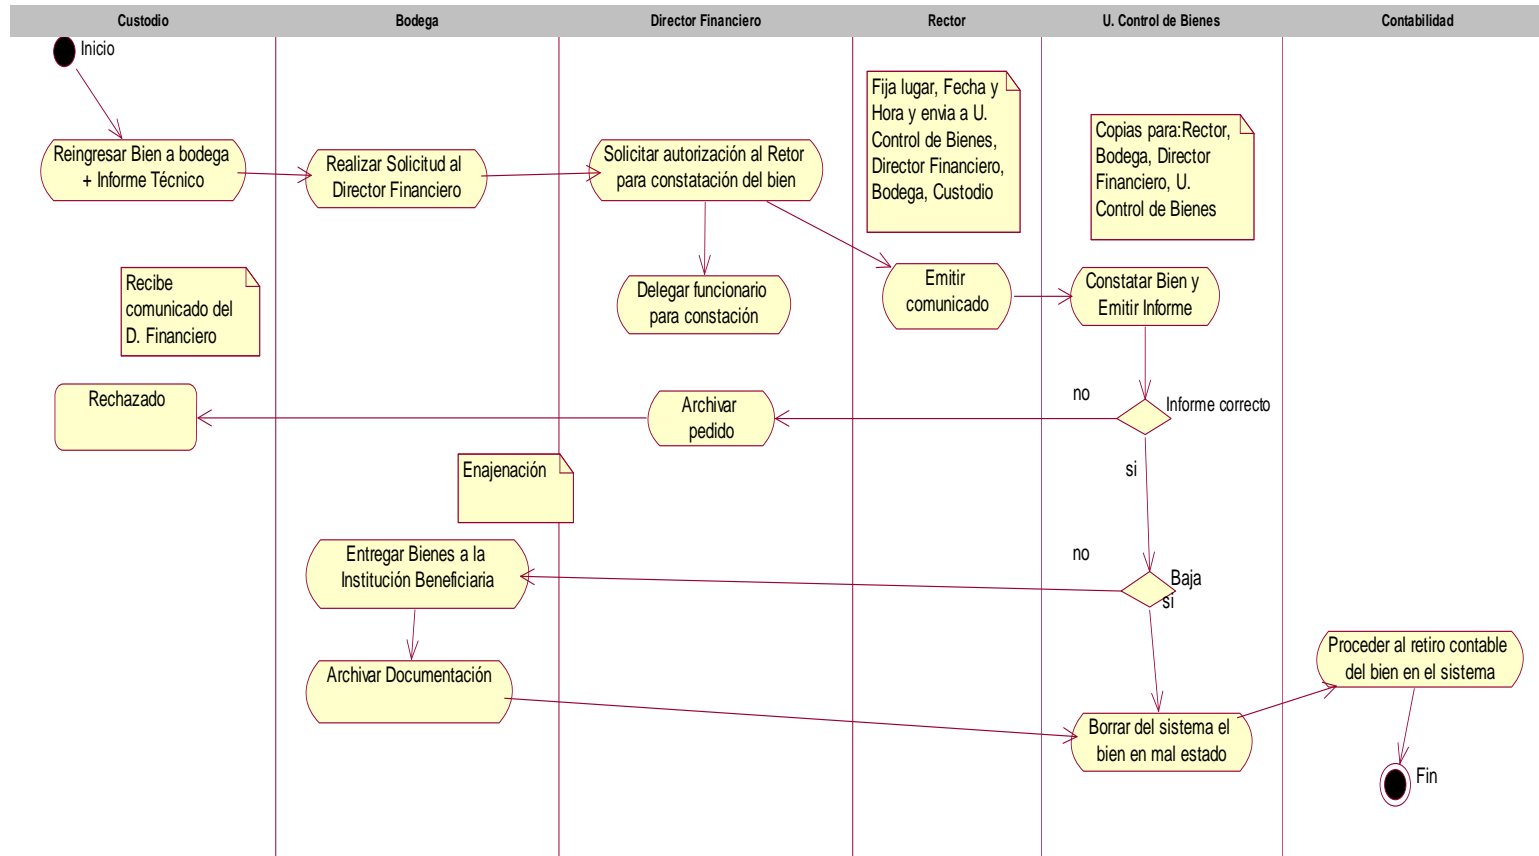 Custodio
Bodega
Director Financiero
Rector
U. Control de Bienes
Contabilidad
Inicio
Fija lugar, Fecha y
Hora y envia a U.
Control de Bienes,
Director Financiero,
Bodega, Custodio
Copias para:Rector,
Bodega, Director
Financiero, U.
Control de Bienes
Reingresar Bien a bodega
+ Informe Técnico
Realizar Solicitud al
Director Financiero
Solicitar autorización al Retor
para constatación del bien
Recibe
comunicado del
D. Financiero
Delegar funcionario
para constación
Emitir
comunicado
Constatar Bien y
Emitir Informe
Rechazado
Archivar
pedido
no
Informe correcto
si
Enajenación
Entregar Bienes a la
Institución Beneficiaria
no
Baja
si
Archivar Documentación
Proceder al retiro contable
del bien en el sistema
Borrar del sistema el
bien en mal estado
Fin